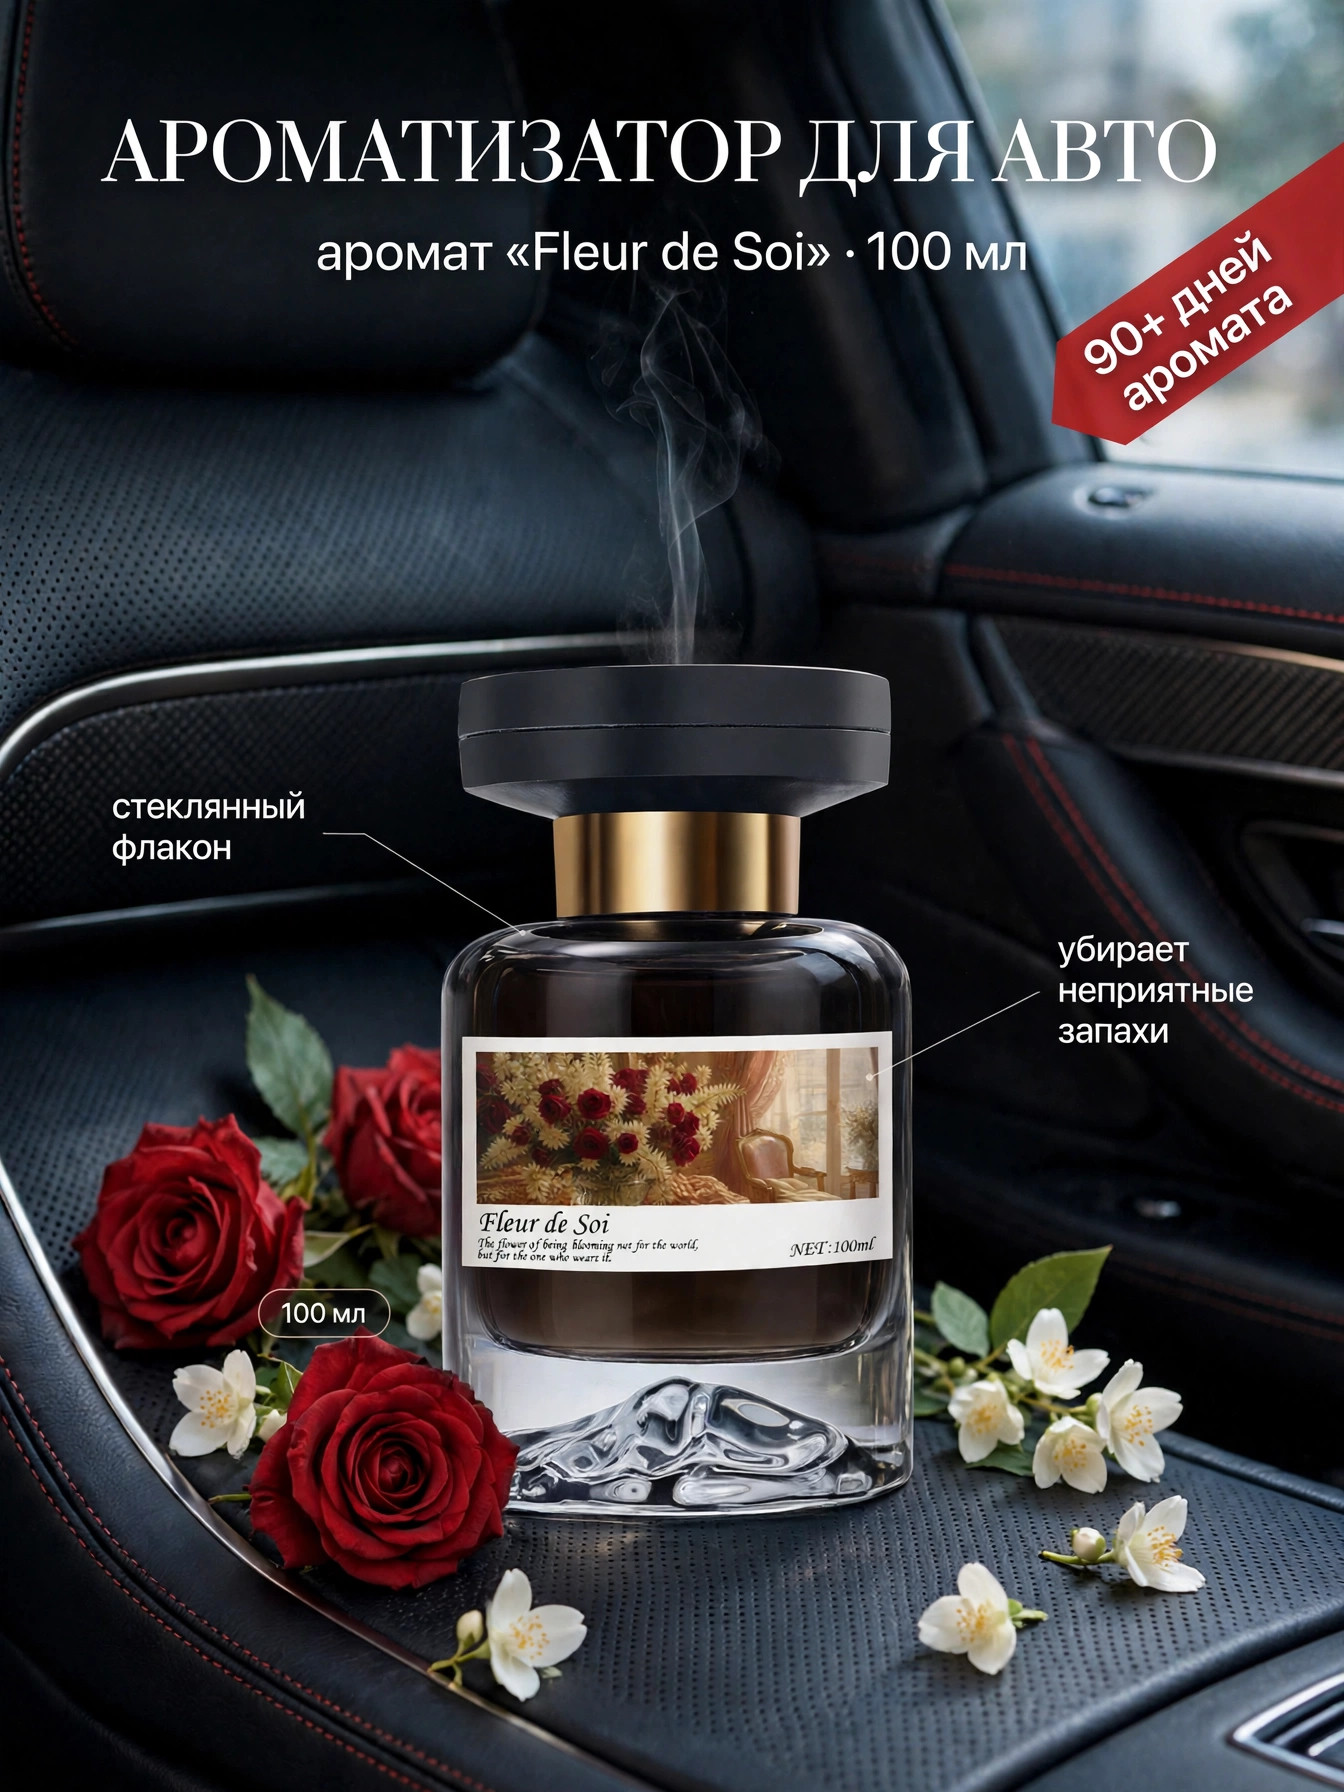 АРОМАТИЗАТОР ДЛЯ АВТО
аромат «Fleur de Soi» · 100 мл
90+ дней
аромата
стеклянный
флакон
убирает
неприятные
запахи
Fleur de Soi
The flower of being blooming not for the world,
but for the one who wears it.
NET:100ml
100 мл